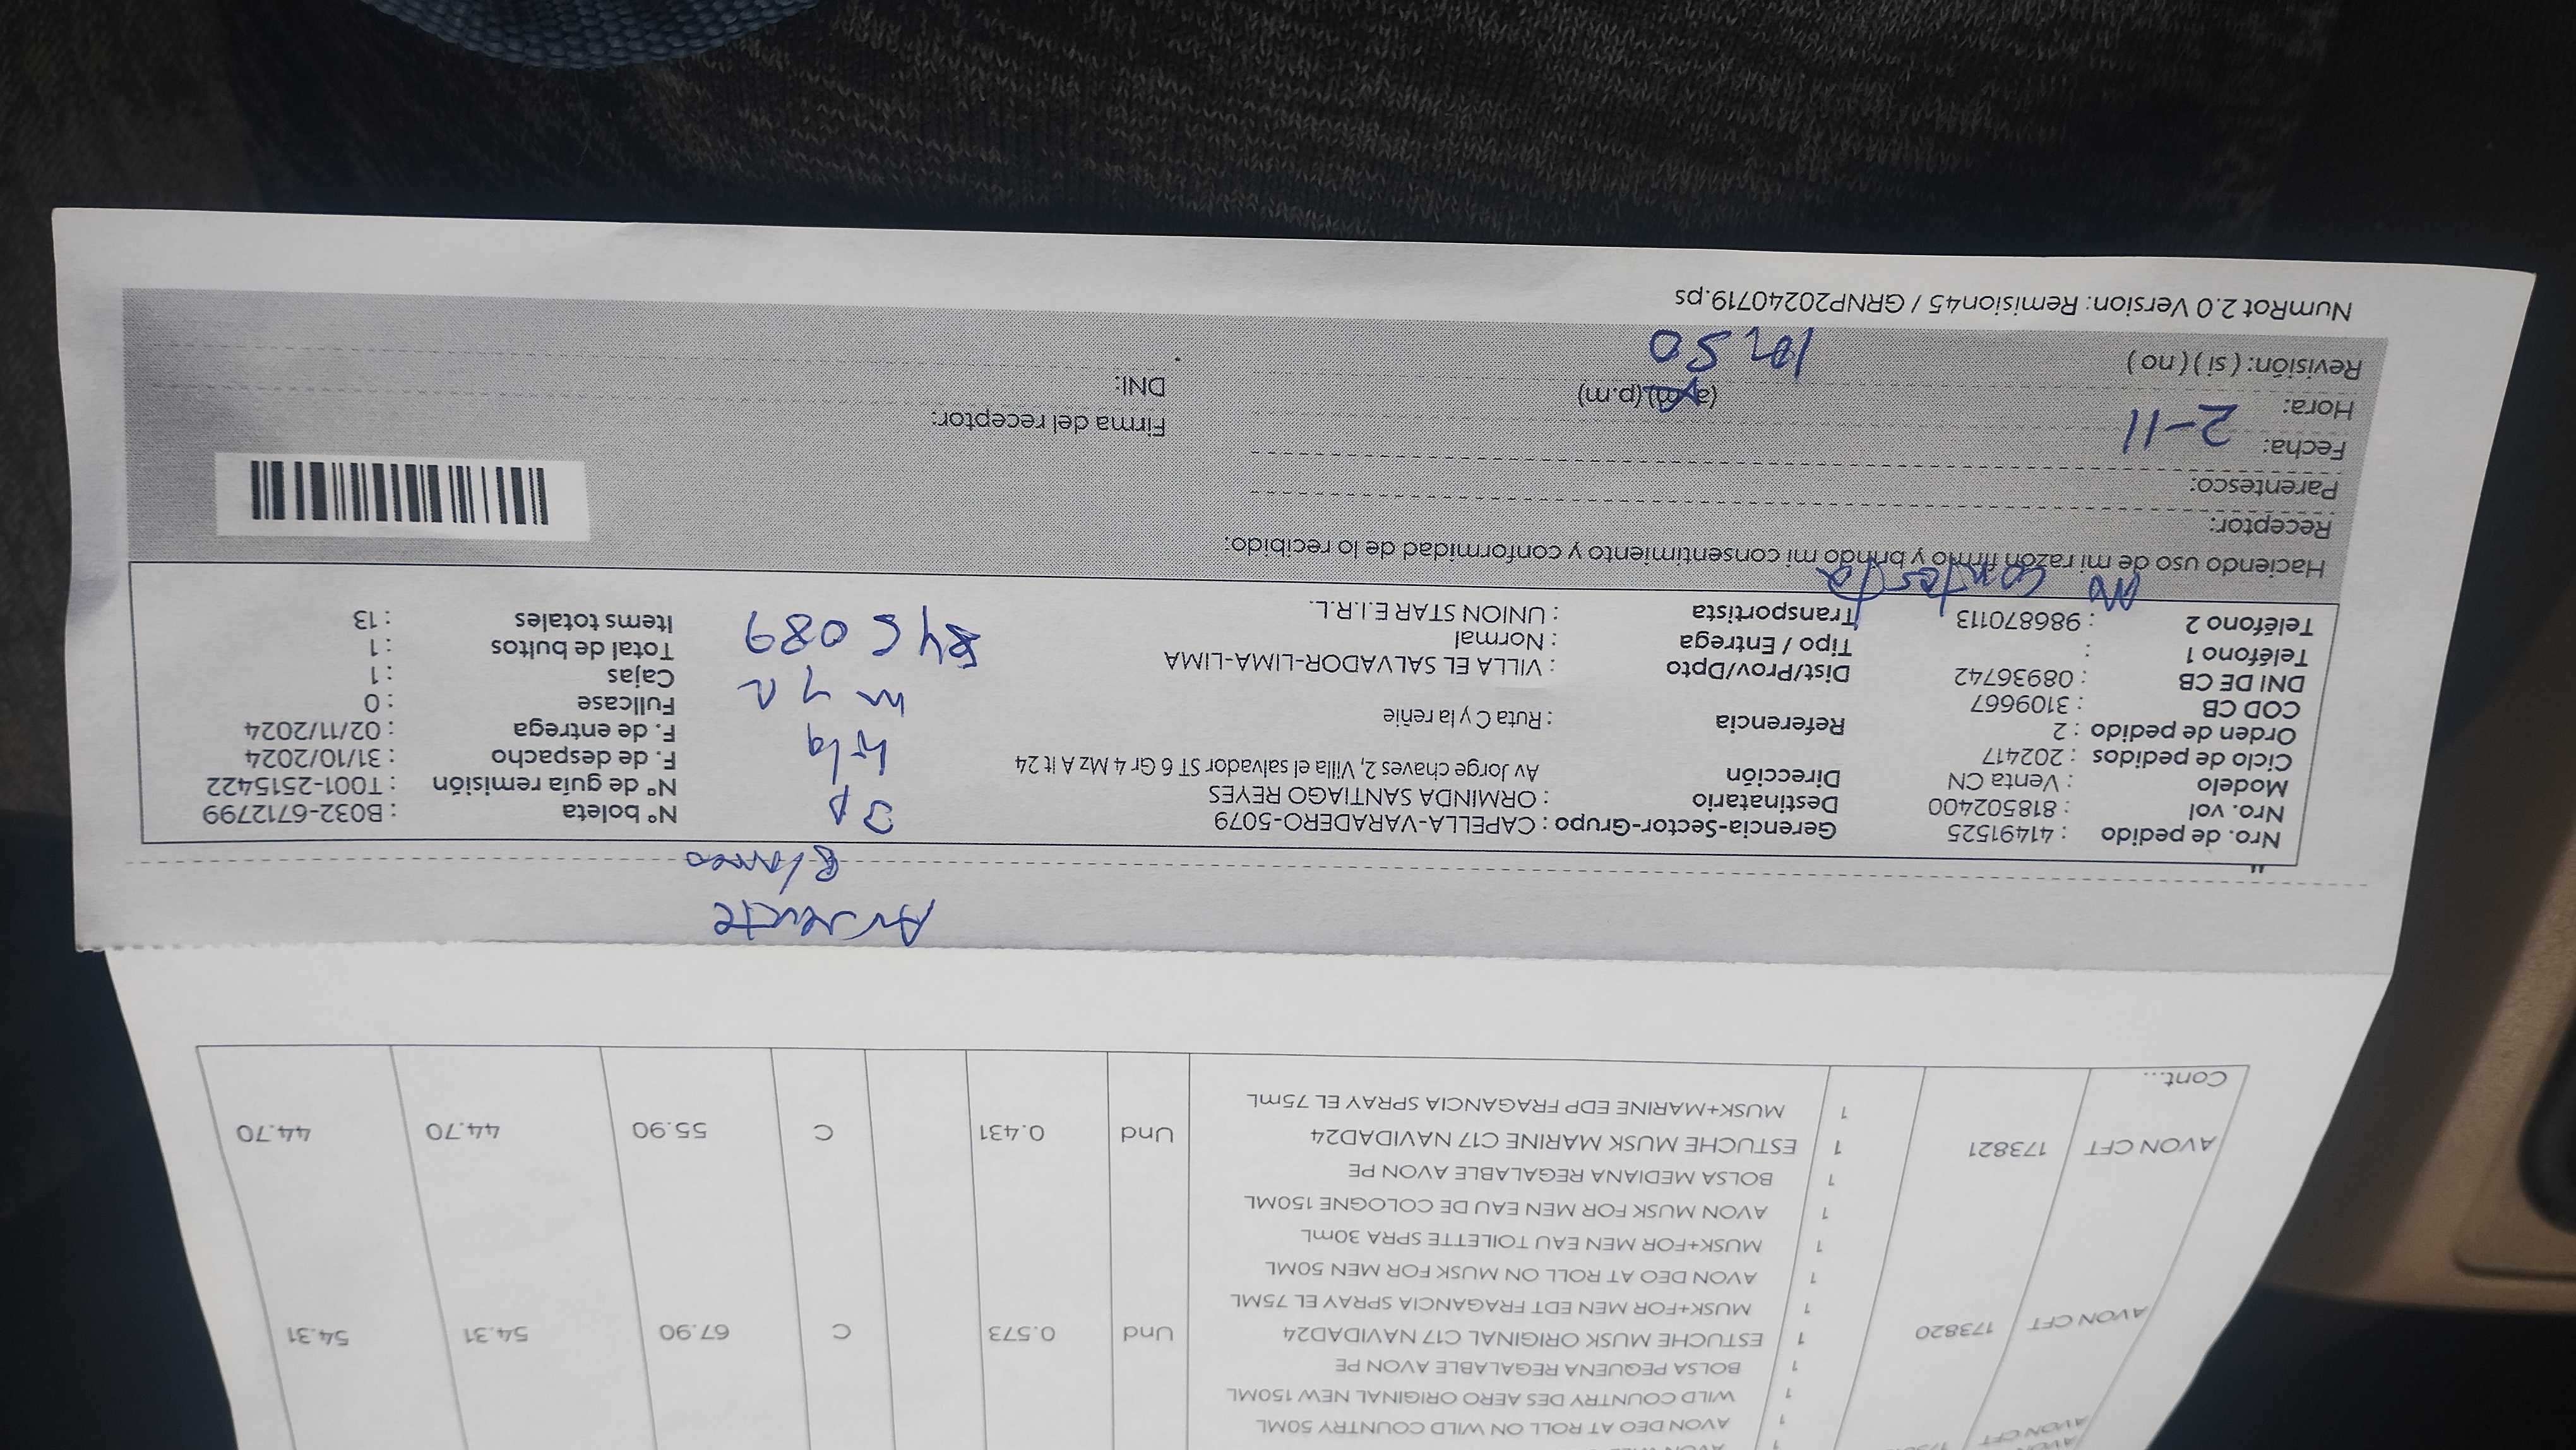 AVON DEO AT ROLL ON WILD COUNTRY 50ML
1 WILD COUNTRY DES AERO ORIGINAL NEW 150ML
1 BOLSA PEQUENA REGALABLE AVON PE
AVON CFT 173820 1 ESTUCHE MUSK ORIGINAL C17 NAVIDAD24 Und 0.573 C 67.90 54.31 54.31
1 MUSK+FOR MEN EDT FRAGANCIA SPRAY EL 75ML
1 AVON DEO AT ROLL ON MUSK FOR MEN 50ML
1 MUSK+FOR MEN EAU TOILETTE SPRA 30mL
1 AVON MUSK FOR MEN EAU DE COLOGNE 150ML
1 BOLSA MEDIANA REGALABLE AVON PE
AVON CFT 173821 1 ESTUCHE MUSK MARINE C17 NAVIDAD24 Und 0.431 C 55.90 44.70 44.70
1 MUSK+MARINE EDP FRAGANCIA SPRAY EL 75mL
Cont...
Ausente
Blanco
Nro. de pedido : 41491525 Gerencia-Sector-Grupo : CAPELLA-VARADERO-5079 N° boleta : B032-6712799
Nro. vol : 818502400 Destinatario : ORMINDA SANTIAGO REYES N° de guía remisión : T001-2515422
Modelo : Venta CN Dirección Av Jorge chaves 2, Villa el salvador ST 6 Gr 4 Mz A lt 24 F. de despacho : 31/10/2024
Ciclo de pedidos : 202417 F. de entrega : 02/11/2024
Orden de pedido : 2 Referencia : Ruta C y la reñie Fullcase : 0
COD CB : 3109667 Cajas : 1
DNI DE CB : 08936742 Dist/Prov/Dpto : VILLA EL SALVADOR-LIMA-LIMA Total de bultos : 1
Teléfono 1 : Tipo / Entrega : Normal Items totales : 13
Teléfono 2 : 986870113 Transportista : UNION STAR E.I.R.L.
contesta
Haciendo uso de mi razón firmo y brindo mi consentimiento y conformidad de lo recibido:
Receptor:
Parentesco:
Fecha: 2-11 Firma del receptor:
Hora: (a.m)(p.m) DNI:
Revisión: ( si ) ( no ) 12 50
NumRot 2.0 Version: Remision45 / GRNP20240719.ps